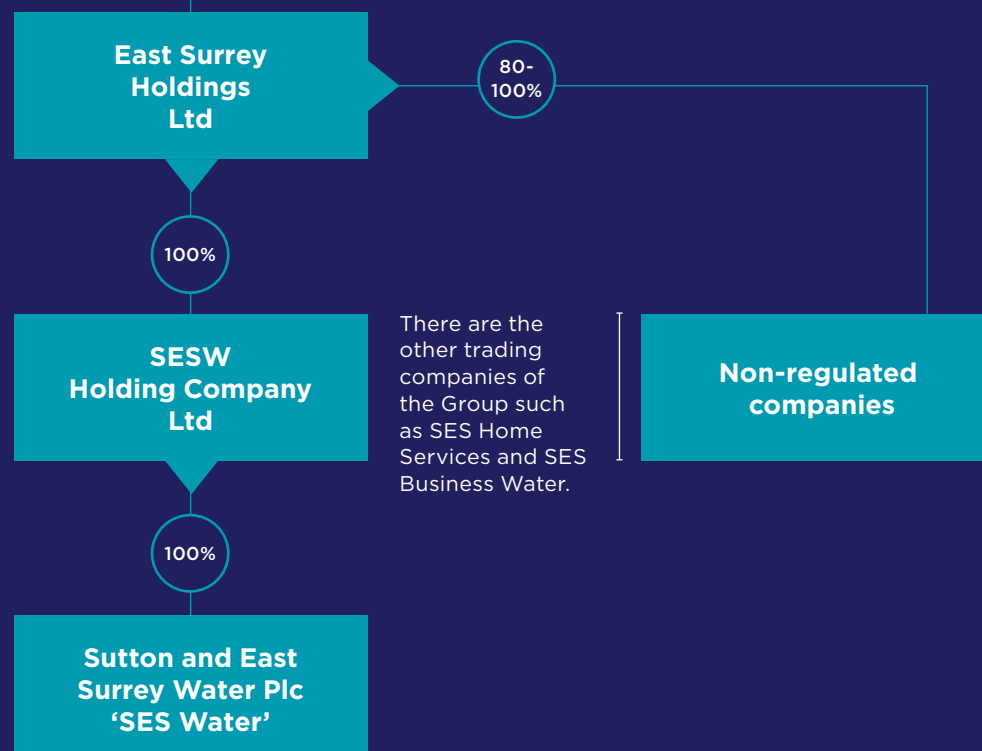 East Surrey
Holdings
Ltd
80-
100%
100%
SESW
Holding Company
Ltd
There are the
other trading
companies of
the Group such
as SES Home
Services and SES
Business Water.
Non-regulated
companies
100%
Sutton and East
Surrey Water Plc
‘SES Water’